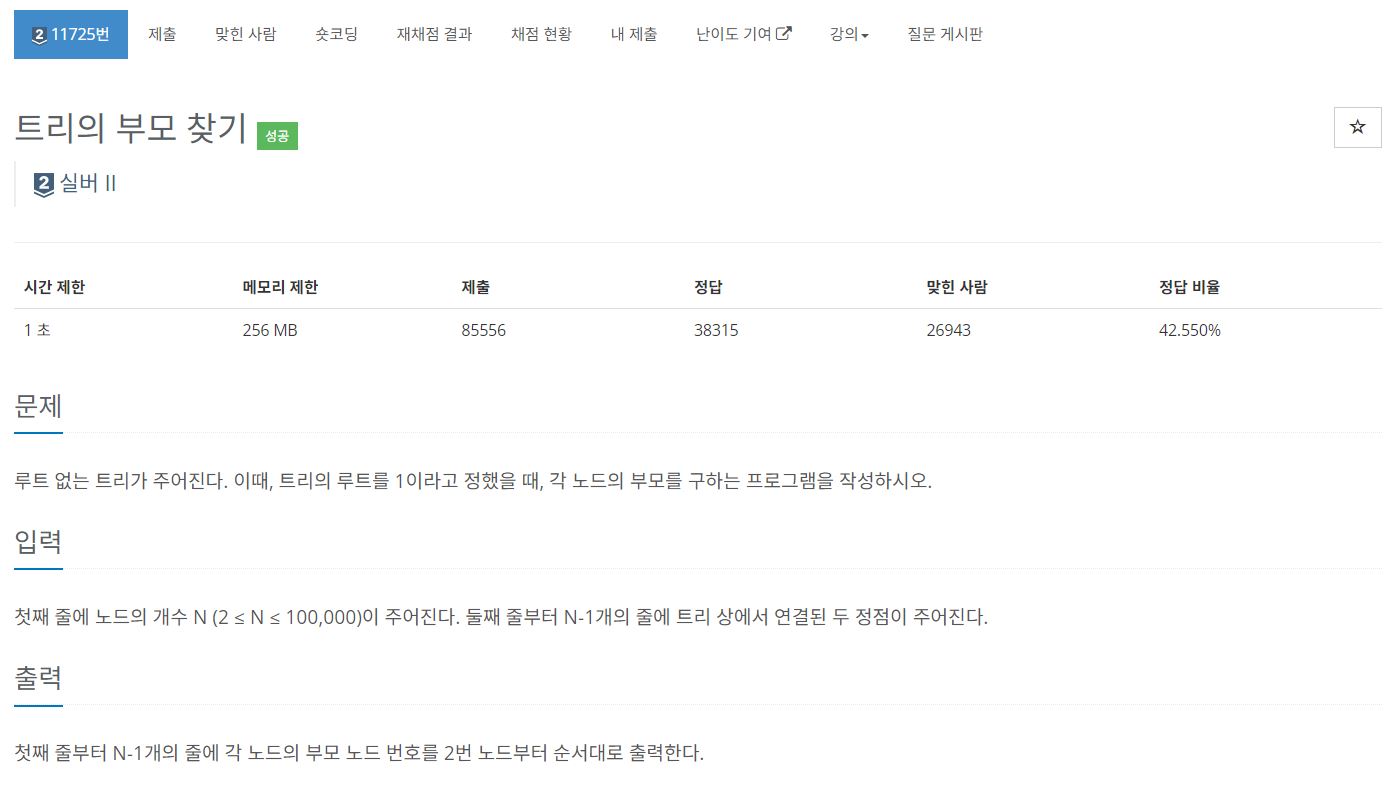 2 11725번 제출 맞힌 사람 숏코딩 재채점 결과 채점 현황 내 제출 난이도 기여 강의 질문 게시판
트리의 부모 찾기 성공
2 실버 II
시간 제한 메모리 제한 제출 정답 맞힌 사람 정답 비율
1 초 256 MB 85556 38315 26943 42.550%
문제
루트 없는 트리가 주어진다. 이때, 트리의 루트를 1이라고 정했을 때, 각 노드의 부모를 구하는 프로그램을 작성하시오.
입력
첫째 줄에 노드의 개수 N (2 ≤ N ≤ 100,000)이 주어진다. 둘째 줄부터 N-1개의 줄에 트리 상에서 연결된 두 정점이 주어진다.
출력
첫째 줄부터 N-1개의 줄에 각 노드의 부모 노드 번호를 2번 노드부터 순서대로 출력한다.